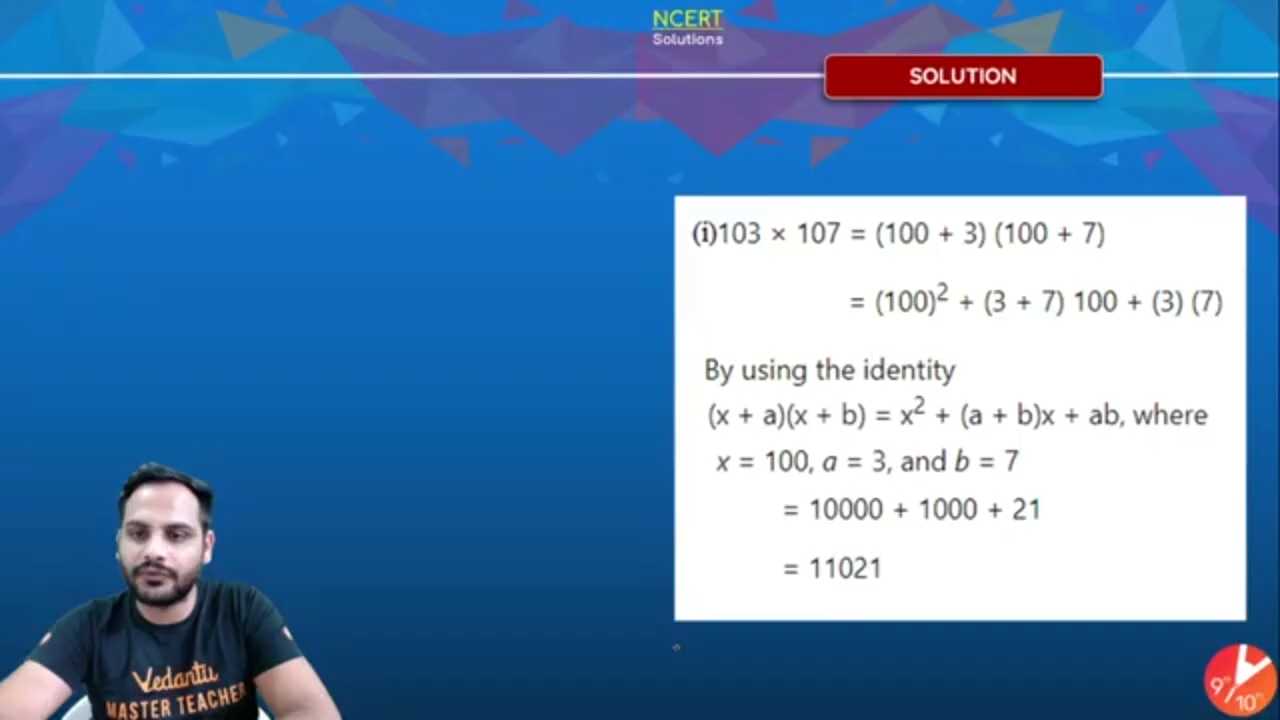 NCERT
Solutions
SOLUTION
(i)103 × 107 = (100 + 3) (100 + 7)
= (100)² + (3 + 7) 100 + (3) (7)
By using the identity
(x + a)(x + b) = x² + (a + b)x + ab, where
x = 100, a = 3, and b = 7
= 10000 + 1000 + 21
= 11021
Vedantu
MASTER TEACHER
9th/10th